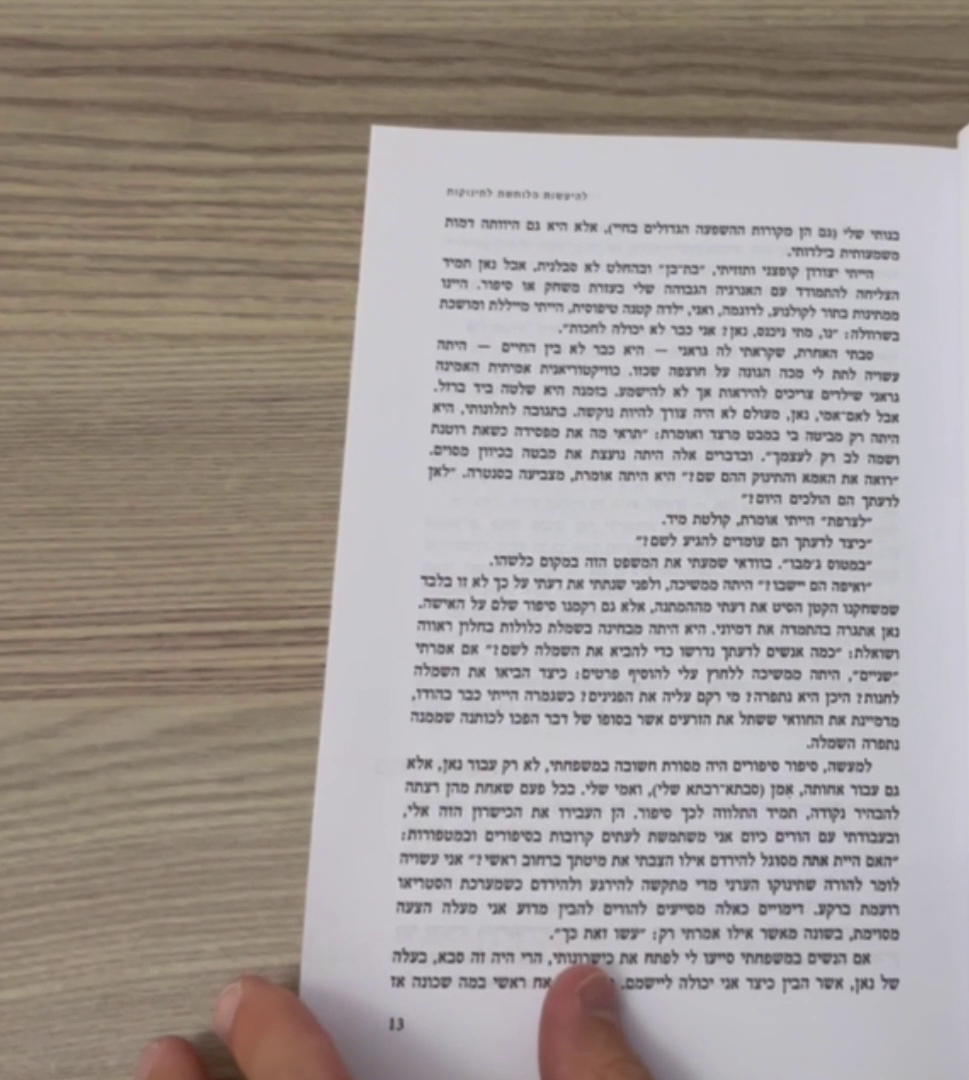 להיעשות הלוחשת לתינוקות
בנותי שלי (גם הן מקורות ההשפעה הגדולים בחיי), אלא היא גם היוותה דמות
משמעותית בילדותי.
הייתי יצורון קופצני ותזזיתי, "בת־בן" ובהחלט לא סבלנית, אבל נאן תמיד
הצליחה להתמודד עם האנרגיה הגבוהה שלי בעזרת משחק או סיפור. היינו
ממתינות בתור לקולנוע, לדוגמה, ואני, ילדה קטנה טיפוסית, הייתי מייללת ומושכת
בשרוולה: "נו, מתי ניכנס, נאן? אני כבר לא יכולה לחכות".
סבתי האחרת, שקראתי לה גראני — היא כבר לא בין החיים — היתה
עשויה לתת לי מכה הגונה על חוצפה שכזו. כוויקטוריאנית אמיתית האמינה
גראני שילדים צריכים להיראות אך לא להישמע. בזמנה היא שלטה ביד ברזל.
אבל לאם־אמי, נאן, מעולם לא היה צורך להיות נוקשה. בתגובה לתלונותי, היא
היתה רק מביטה בי במבט מרצד ואומרת: "תראי מה את מפסידה כשאת רוטנת
ושמה לב רק לעצמך". ובדברים אלה היתה נועצת את מבטה בכיוון מסוים.
"רואה את האמא והתינוק ההם שם?" היא היתה אומרת, מצביעה בסנטרה. "לאן
לדעתך הם הולכים היום?"
"לצרפת" הייתי אומרת, קולטת מיד.
"כיצד לדעתך הם עומדים להגיע לשם?"
"במטוס ג'מבו". בוודאי שמעתי את המשפט הזה במקום כלשהו.
"ואיפה הם יישבו?" היתה ממשיכה, ולפני שנתתי את דעתי על כך לא זו בלבד
שמשחקנו הקטן הסיט את דעתי מההמתנה, אלא גם רקמנו סיפור שלם על האישה.
נאן אתגרה בהתמדה את דמיוני. היא היתה מבחינה בשמלת כלולות בחלון ראווה
ושואלת: "כמה אנשים לדעתך נדרשו כדי להביא את השמלה לשם?" אם אמרתי
"שניים", היתה ממשיכה ללחוץ עלי להוסיף פרטים: כיצד הביאו את השמלה
לחנות? היכן היא נתפרה? מי רקם עליה את הפנינים? כשגמרה הייתי כבר בהודו,
מדמיינת את החוואי ששתל את הזרעים אשר בסופו של דבר הפכו לכותנה שממנה
נתפרה השמלה.
למעשה, סיפור סיפורים היה מסורת חשובה במשפחתי, לא רק עבור נאן, אלא
גם עבור אחותה, אמן (סבתא־רבתא שלי), ואמי שלי. בכל פעם שאחת מהן רצתה
להבהיר נקודה, תמיד התלווה לכך סיפור. הן העבירו את הכישרון הזה אלי,
ובעבודתי עם הורים כיום אני משתמשת לעתים קרובות בסיפורים ובמטפורות:
"האם היית אתה מסוגל להירדם אילו הצבתי את מיטתך ברחוב ראשי?" אני עשויה
לומר להורה שתינוקו הערני מדי מתקשה להירגע ולהירדם כשמערכת הסטריאו
רועמת ברקע. דימויים כאלה מסייעים להורים להבין מדוע אני מעלה הצעה
מסוימת, בשונה מאשר אילו אמרתי רק: "עשו זאת כך".
אם הנשים במשפחתי סייעו לי לפתח את כישרונותי, הרי היה זה סבא, בעלה
של נאן, אשר הבין כיצד אני יכולה ליישמם. אח ראשי במה שכונה אז
13